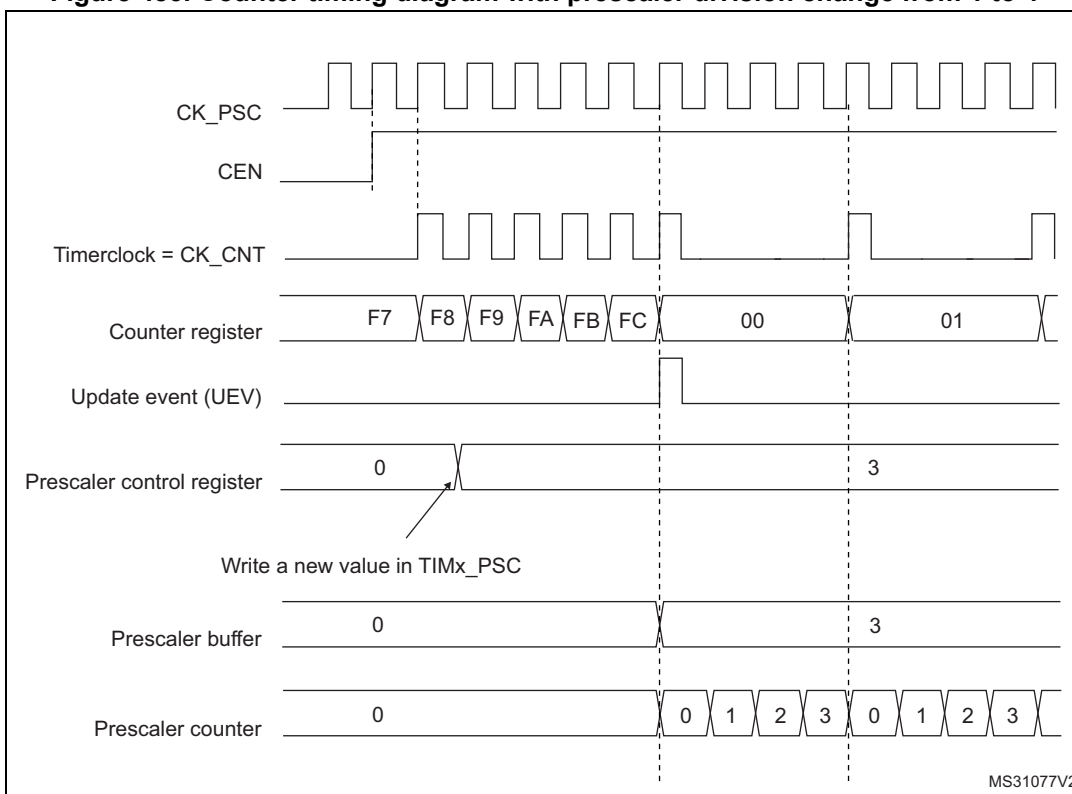 CK_PSC
CEN
Timerclock = CK_CNT
Counter register F7 F8 F9 FA FB FC 00 01
Update event (UEV)
Prescaler control register 0 3
Write a new value in TIMx_PSC
Prescaler buffer 0 3
Prescaler counter 0 0 1 2 3 0 1 2 3
MS31077V2